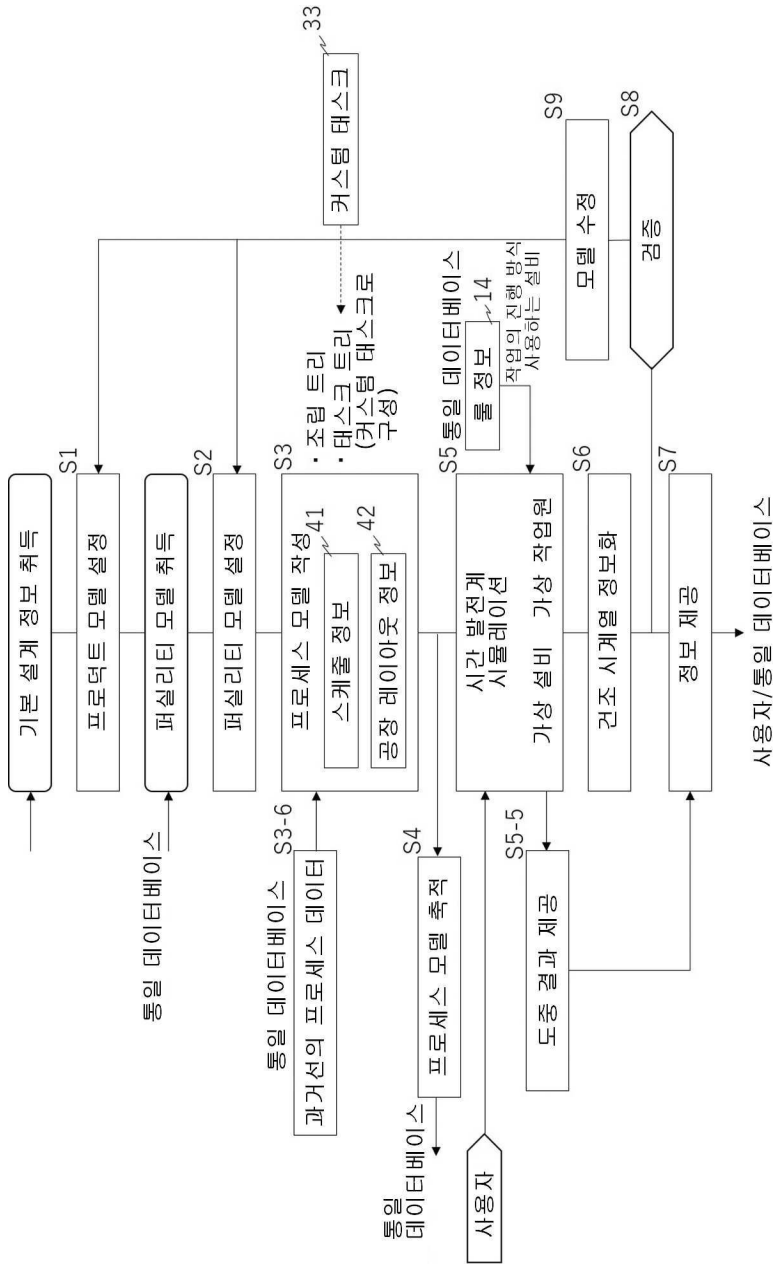 기본 설계 정보 취득
S1
프로덕트 모델 설정
통일 데이터베이스
퍼실리티 모델 취득
S2
퍼실리티 모델 설정
33
커스텀 태스크
통일 데이터베이스
S3-6
과거선의 프로세스 데이터
S3
프로세스 모델 작성
41
스케줄 정보
42
공장 레이아웃 정보
· 조립 트리
· 태스크 트리
(커스텀 태스크로
구성)
통일
데이터베이스
S4
프로세스 모델 축적
사용자
S5
시간 발전계
시뮬레이션
가상 설비 가상 작업원
통일 데이터베이스
14
룰 정보
작업의 진행 방식
사용하는 설비
S5-5
도중 결과 제공
S6
건조 시계열 정보화
S9
모델 수정
S8
검증
S7
정보 제공
사용자/통일 데이터베이스